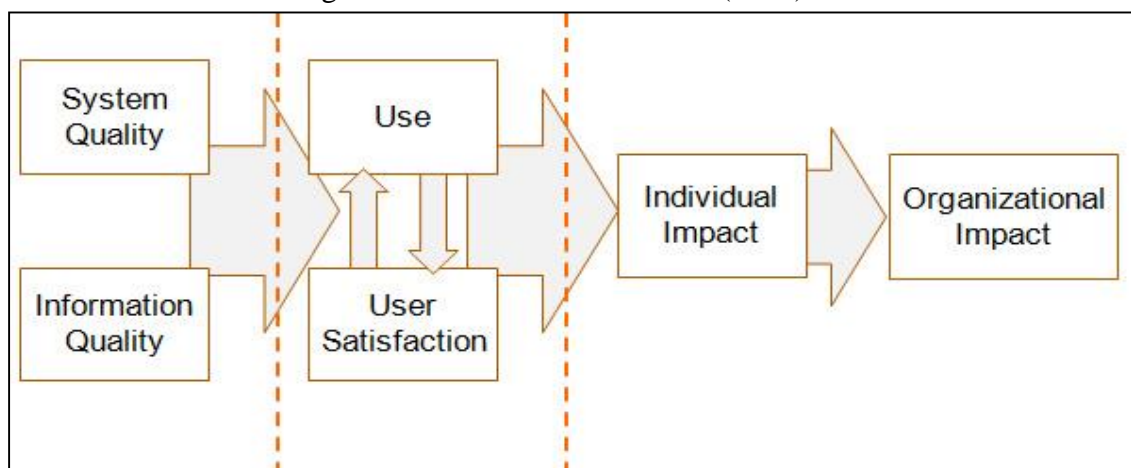 System
Quality
Use
Individual
Impact
Organizational
Impact
Information
Quality
User
Satisfaction